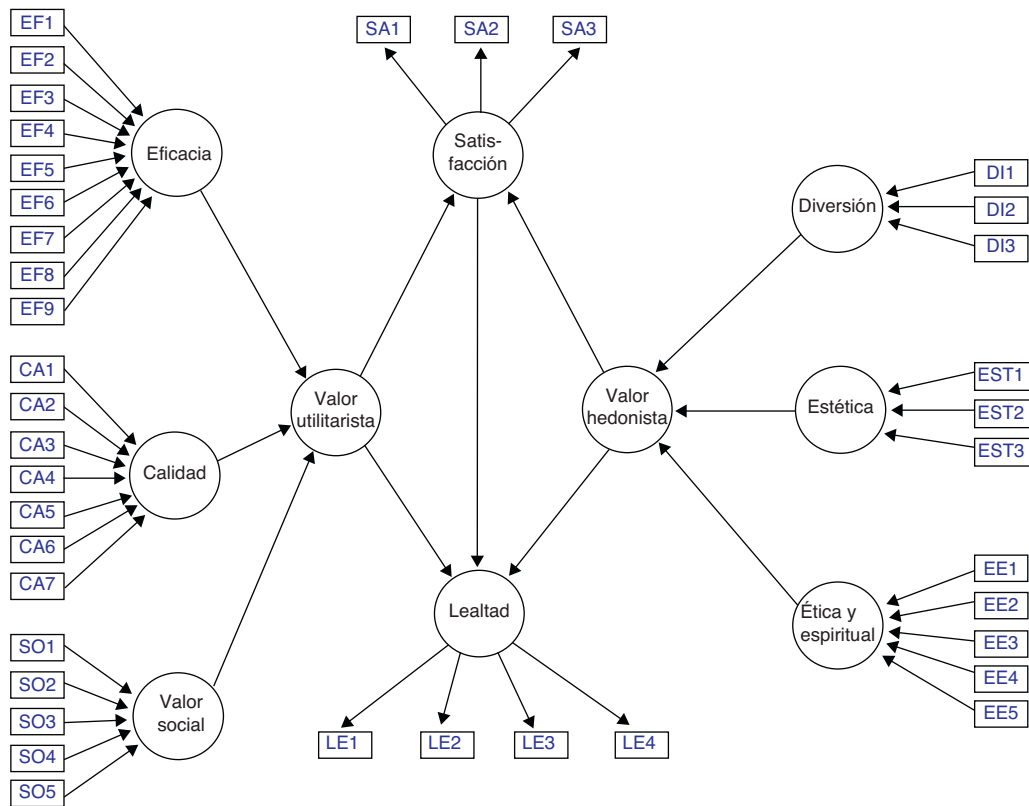 EF1
EF2
EF3
EF4
EF5
EF6
EF7
EF8
EF9
Eficacia
CA1
CA2
CA3
CA4
CA5
CA6
CA7
Calidad
SO1
SO2
SO3
SO4
SO5
Valor
social
Valor
utilitarista
SA1
SA2
SA3
Satis-
facción
Lealtad
LE1
LE2
LE3
LE4
Valor
hedonista
Diversión
DI1
DI2
DI3
Estética
EST1
EST2
EST3
Ética y
espiritual
EE1
EE2
EE3
EE4
EE5